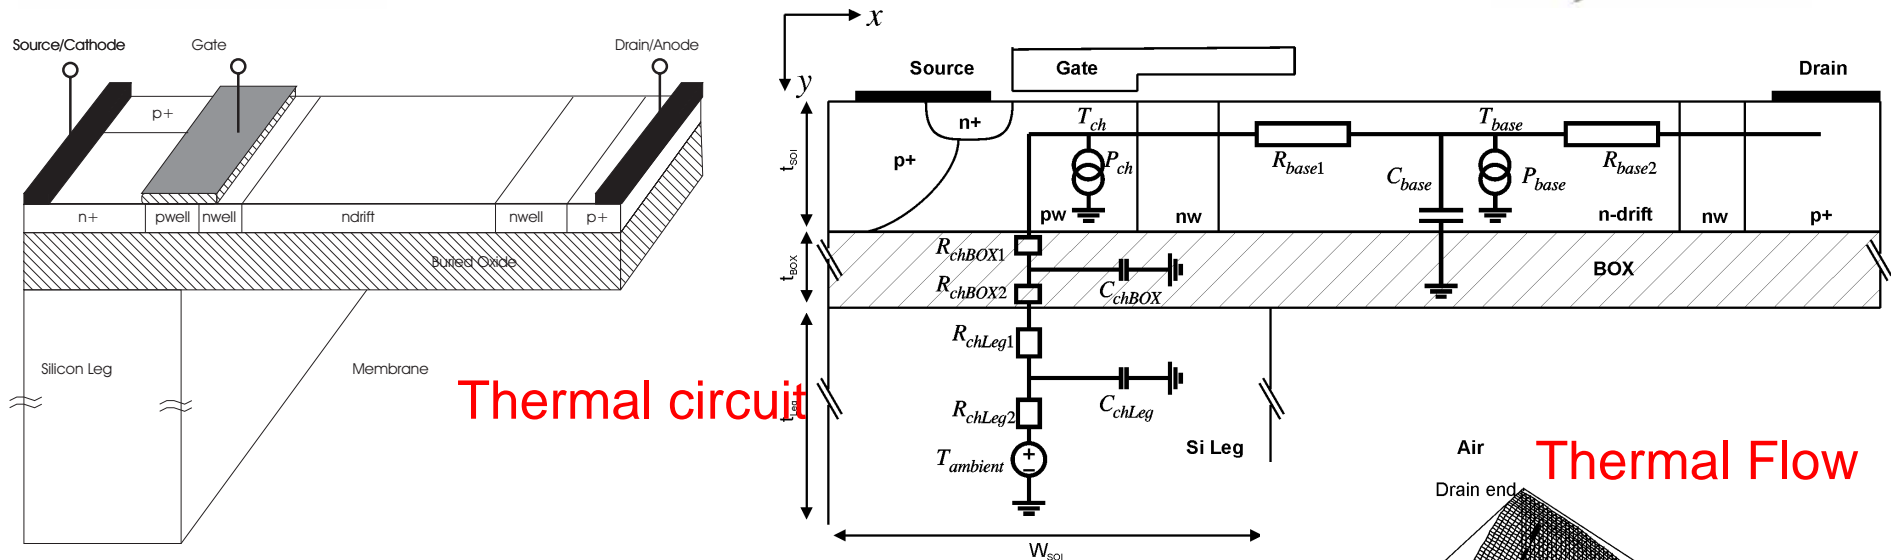 Source/Cathode
Gate
Drain/Anode
p+
n+
pwell
nwell
ndrift
nwell
p+
Buried Oxide
Silicon Leg
Membrane
Thermal circuit
x
y
Source
Gate
Drain
n+
p+
T_ch
P_ch
R_base1
C_base
T_base
P_base
R_base2
pw
nw
n-drift
nw
p+
t_SOI
t_BOX
t_Leg
R_chBOX1
R_chBOX2
C_chBOX
BOX
R_chLeg1
R_chLeg2
C_chLeg
T_ambient
Si Leg
W_SOI
Air
Thermal Flow
Drain end